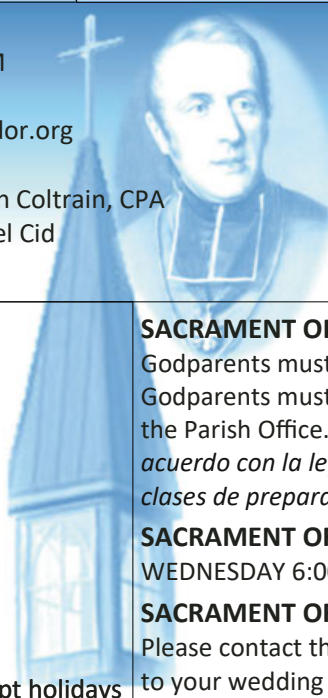 dor.org
n Coltrain, CPA
el Cid
pt holidays
SACRAMENT OF
Godparents must
Godparents must
the Parish Office.
acuerdo con la le
clases de prepara
SACRAMENT OF
WEDNESDAY 6:0
SACRAMENT OF
Please contact th
to your wedding